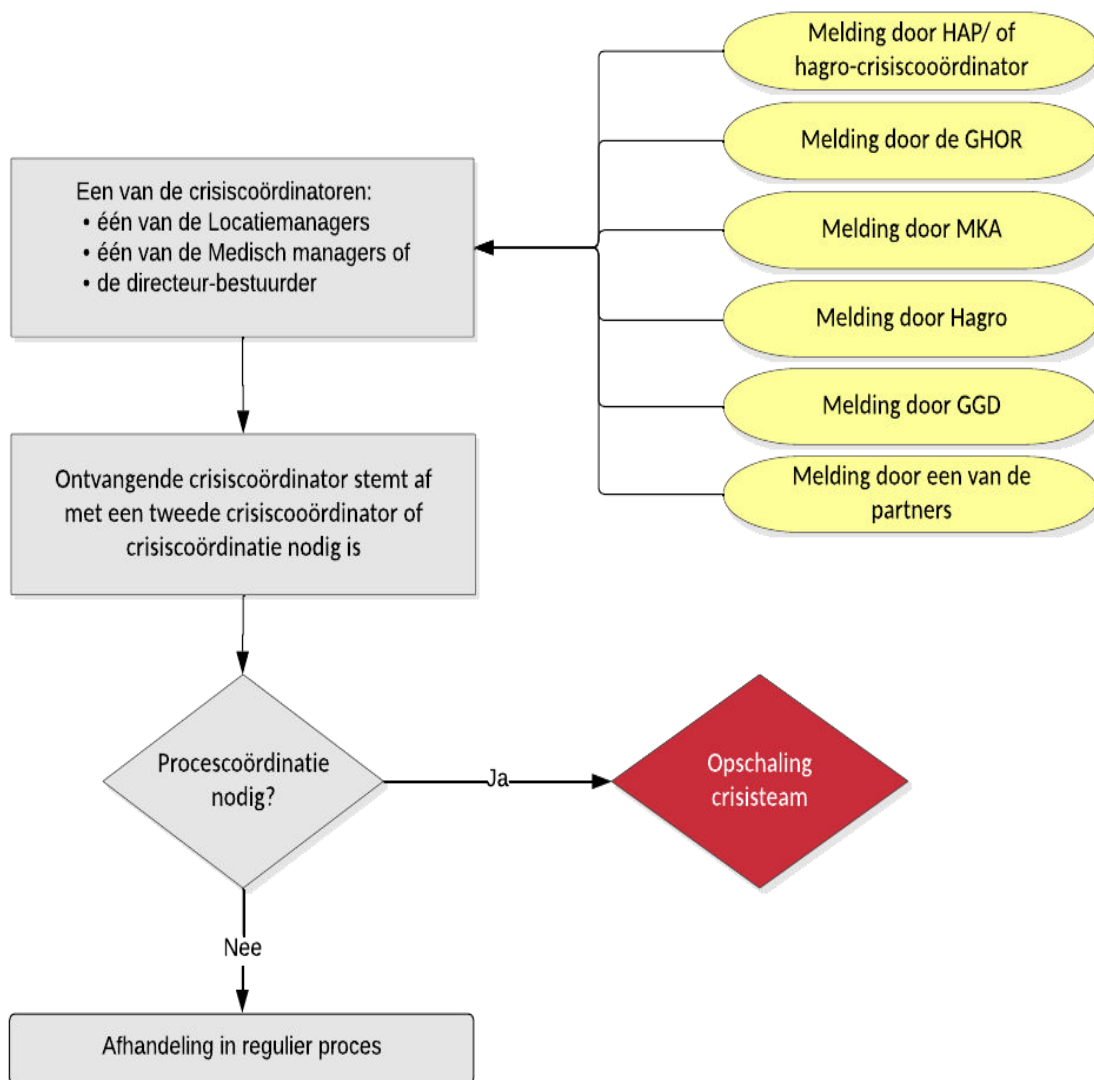 Melding door HAP/ of
hagro-crisiscooördinator
Melding door de GHOR
Melding door MKA
Melding door Hagro
Melding door GGD
Melding door een van de
partners
Een van de crisiscoördinatoren:
• één van de Locatiemanagers
• één van de Medisch managers of
• de directeur-bestuurder
Ontvangende crisiscoördinator stemt af
met een tweede crisiscooördinator of
crisiscoördinatie nodig is
Procescoördinatie
nodig?
Ja
Opschaling
crisisteam
Nee
Afhandeling in regulier proces